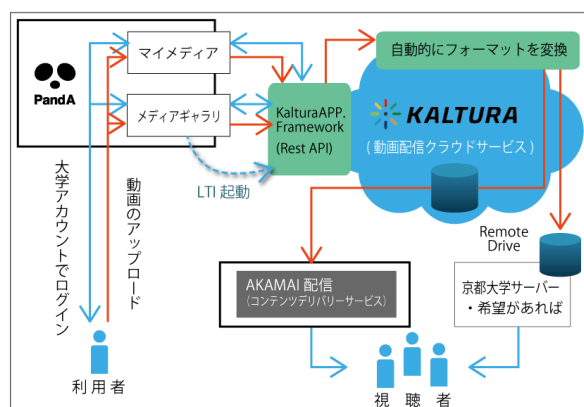 PandA
マイメディア
メディアギャラリ
KalturaAPP.
Framework
(Rest API)
自動的にフォーマットを変換
KALTURA
(動画配信クラウドサービス)
LTI 起動
大学アカウントでログイン
動画のアップロード
利用者
AKAMAI 配信
(コンテンツデリバリーサービス)
Remote
Drive
京都大学サーバー
・希望があれば
視聴者